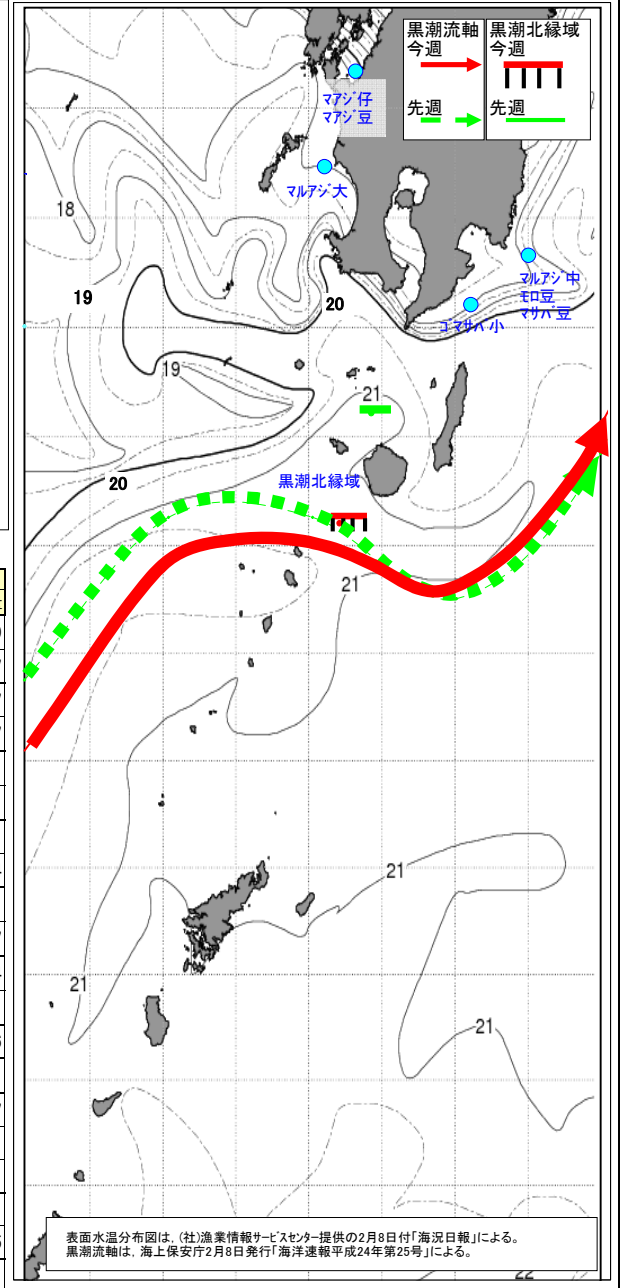 黒潮流軸
今週
先週
黒潮北縁域
今週
先週
マアジ仔
マアジ豆
マルアジ大
18
マルアジ中
モロ豆
マサバ豆
ゴマサバ小
19
20
19
21
20
黒潮北縁域
21
21
21
21
22
表面水温分布図は，(社)漁業情報サービスセンター提供の2月8日付「海況日報」による。
黒潮流軸は，海上保安庁2月8日発行「海洋速報平成24年第25号」による。